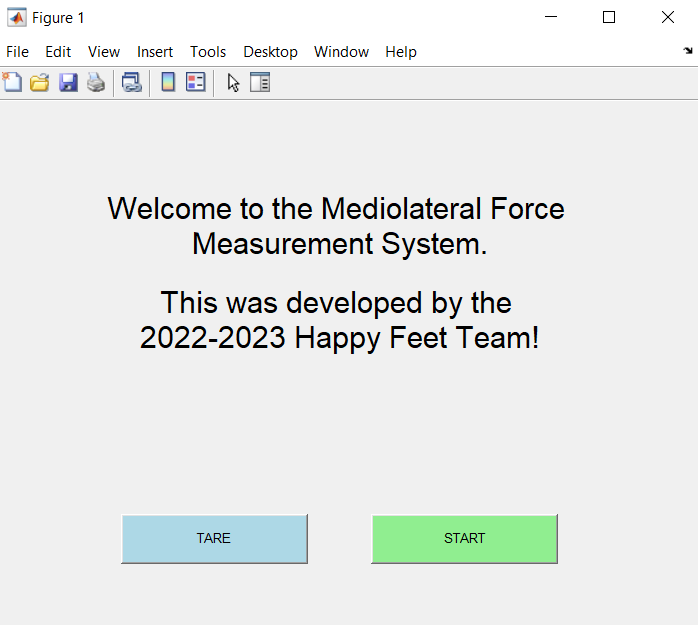 Figure 1
File Edit View Insert Tools Desktop Window Help
Welcome to the Mediolateral Force
Measurement System.
This was developed by the
2022-2023 Happy Feet Team!
TARE START